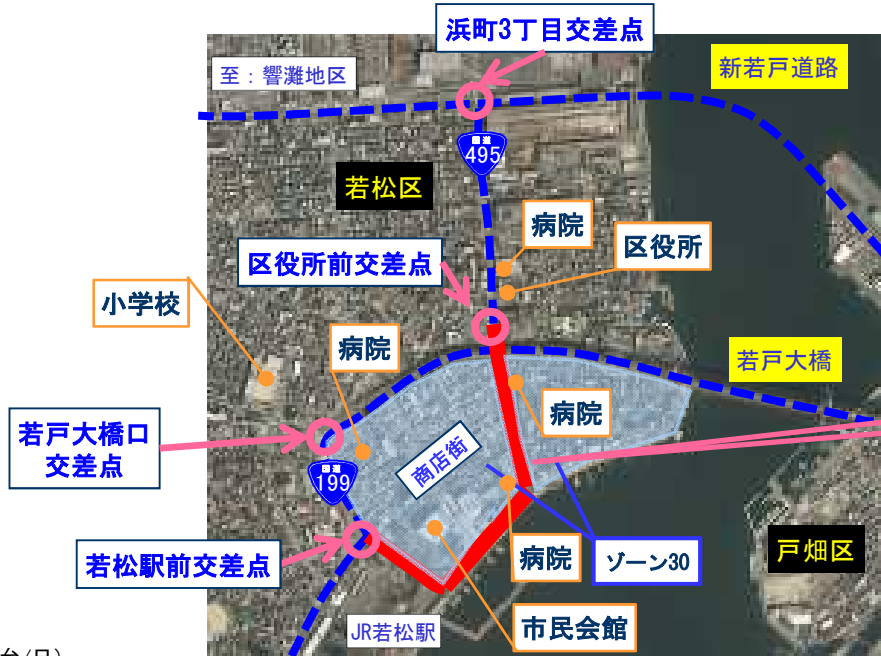 浜町3丁目交差点
新若戸道路
至：響灘地区
国道
495
若松区
病院
区役所
区役所前交差点
小学校
病院
若戸大橋
病院
若戸大橋口
交差点
商店街
国道
199
戸畑区
若松駅前交差点
病院
ゾーン30
市民会館
JR若松駅
台/日）